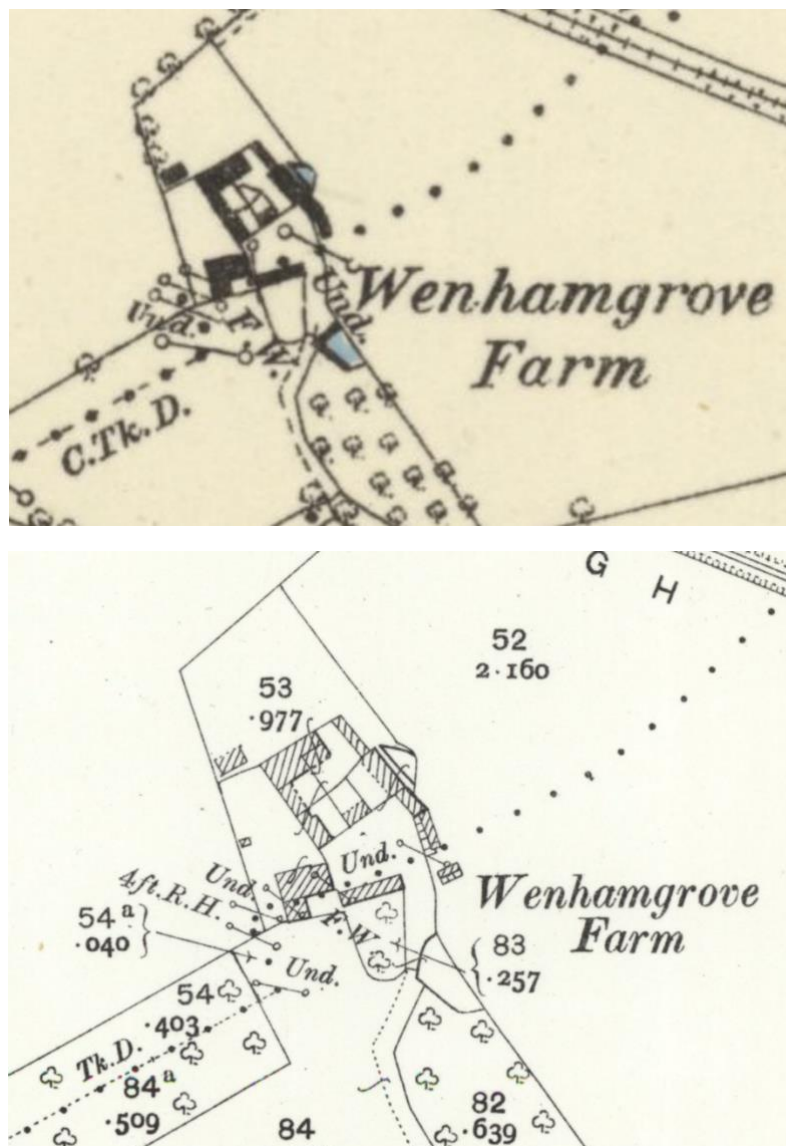 Wenhamgrove
Farm
Und.
Und.
F.W.
C.Tk.D.
G H
52
2·160
53
·977
Und.
Und.
4ft.R.H.
Wenhamgrove
Farm
54a
·040
F.W
83
·257
Und.
54
·403
Tk.D.
84a
·509
84
82
·639